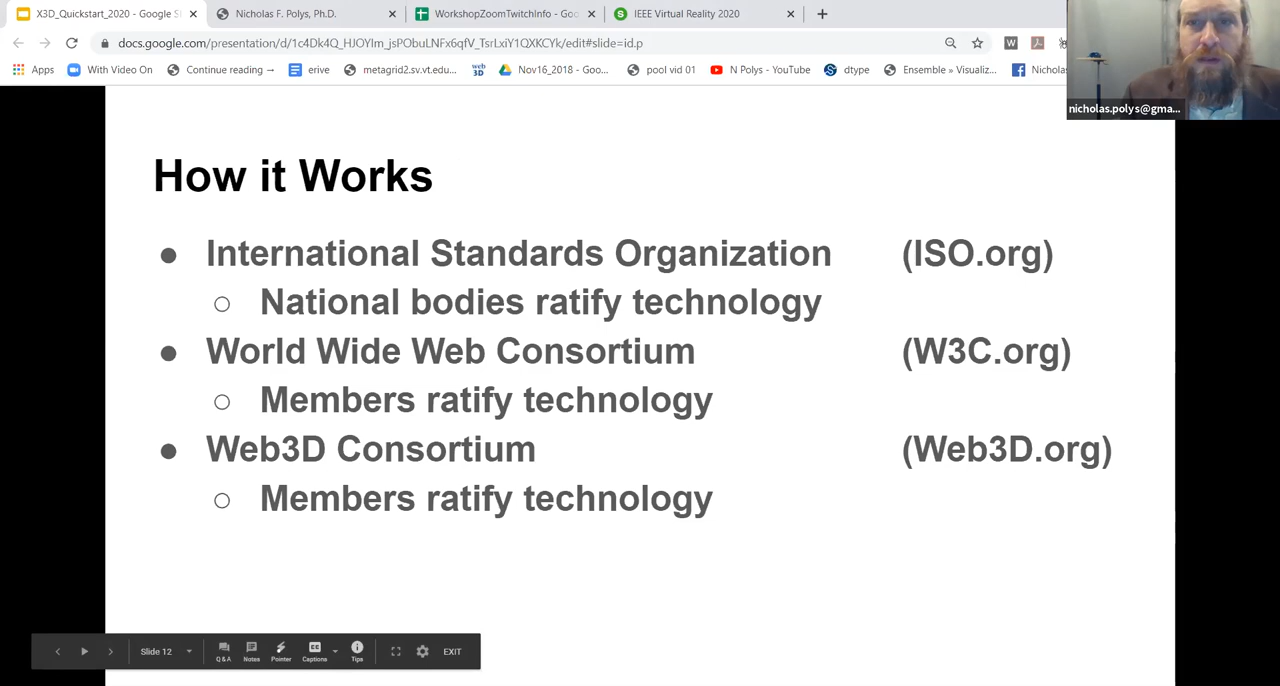 X3D_Quickstart_2020 - Google S
Nicholas F. Polys, Ph.D.
WorkshopZoomTwitchInfo - Goo
IEEE Virtual Reality 2020
docs.google.com/presentation/d/1c4Dk4Q_HJOYlm_jsPObuLNFx6qfV_TsrLxiY1QXKCYk/edit#slide=id.p
Apps
With Video On
Continue reading →
erive
metagrid2.sv.vt.edu...
Nov16_2018 - Goo...
pool vid 01
N Polys - YouTube
dtype
Ensemble » Visualiz...
Nichola
nicholas.polys@gma...
How it Works
International Standards Organization (ISO.org)
National bodies ratify technology
World Wide Web Consortium (W3C.org)
Members ratify technology
Web3D Consortium (Web3D.org)
Members ratify technology
Slide 12
Q & A
Notes
Pointer
Captions
Tips
EXIT